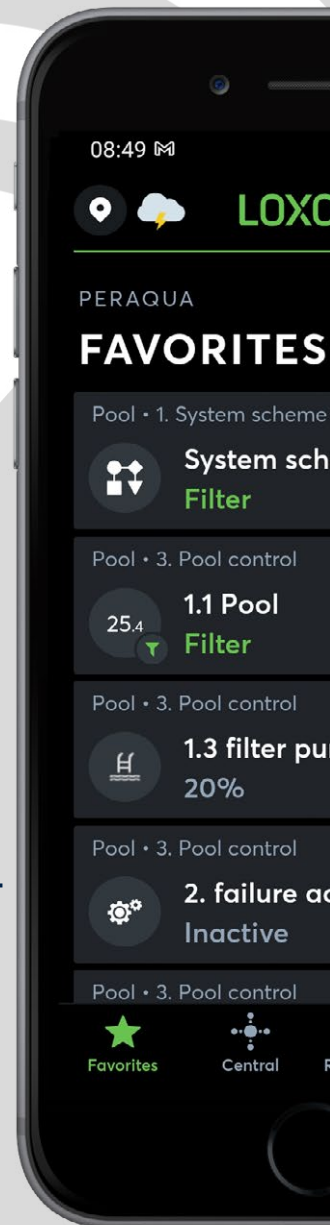 08:49
LOXO
PERAQUA
FAVORITES
Pool • 1. System scheme
System sch
Filter
Pool • 3. Pool control
25.4
1.1 Pool
Filter
Pool • 3. Pool control
1.3 filter pu
20%
Pool • 3. Pool control
2. failure ac
Inactive
Pool • 3. Pool control
Favorites
Central
R